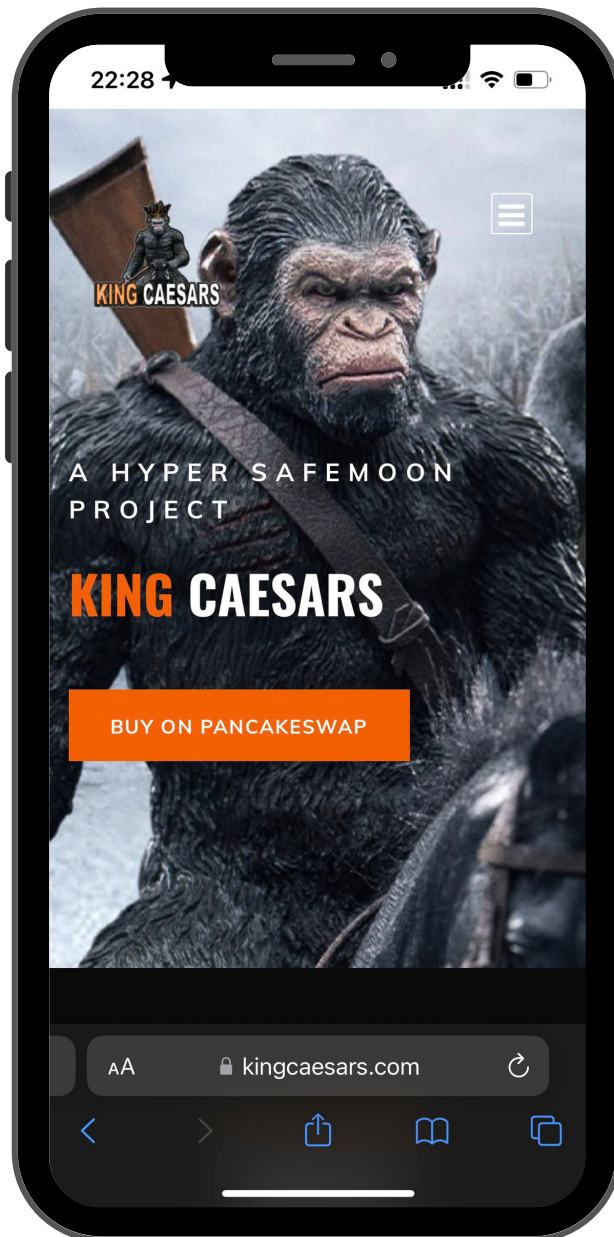 22:28
KING CAESARS
A HYPER SAFEMOON
PROJECT
KING CAESARS
BUY ON PANCAKESWAP
AA
kingcaesars.com